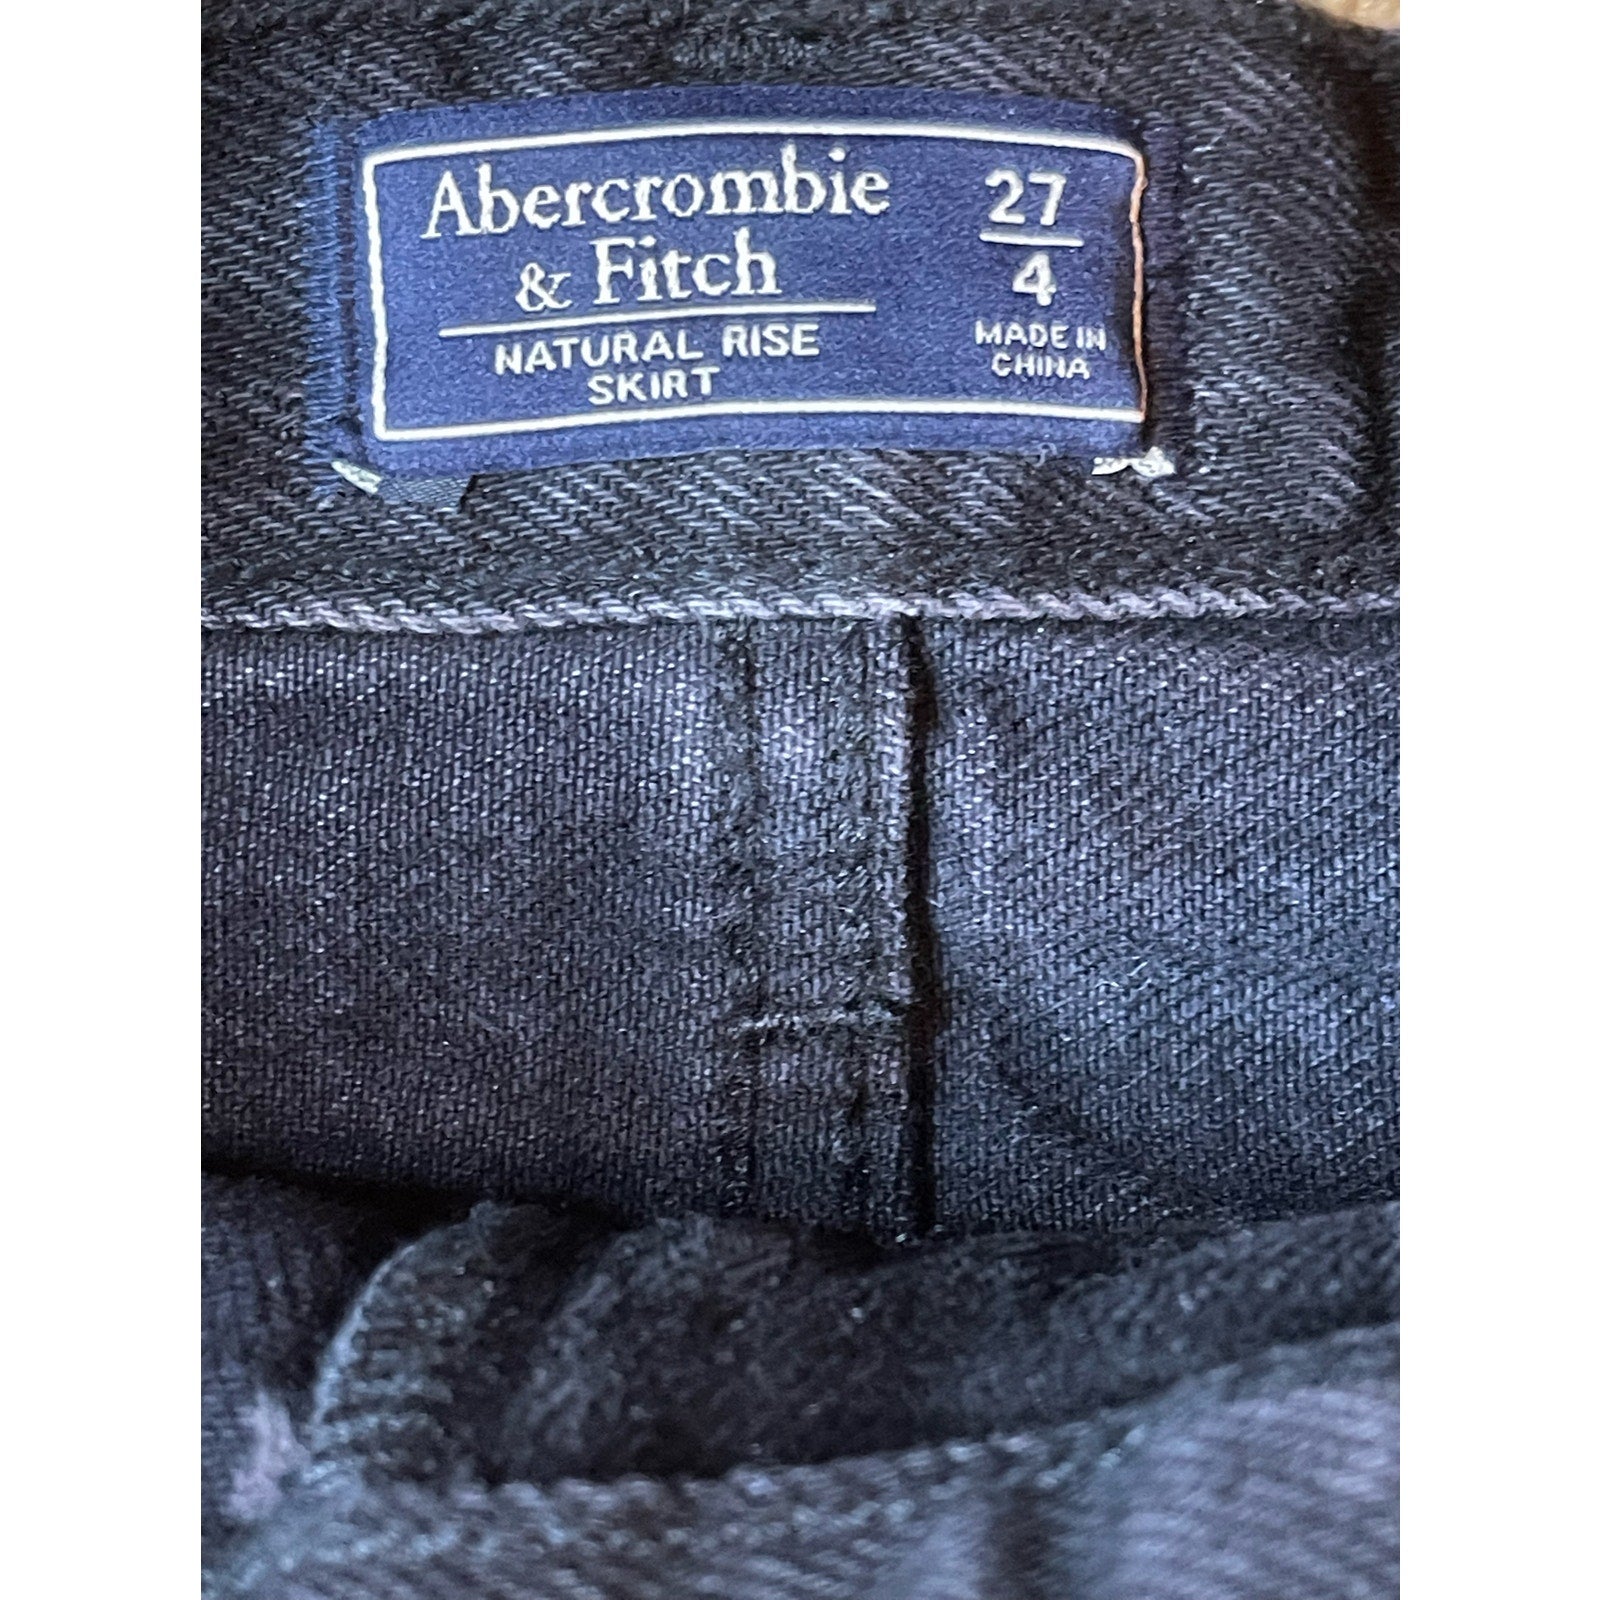 Abercrombie
& Fitch
NATURAL RISE
SKIRT
27
4
MADE IN
CHINA